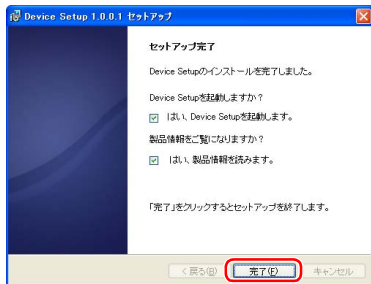 Device Setup 1.0.0.1 セットアップ
セットアップ完了
Device Setupのインストールを完了しました。
Device Setupを起動しますか？
はい、Device Setupを起動します。
製品情報をご覧になりますか？
はい、製品情報を読みます。
「完了」をクリックするとセットアップを終了します。
< 戻る(B) 完了(F) キャンセル